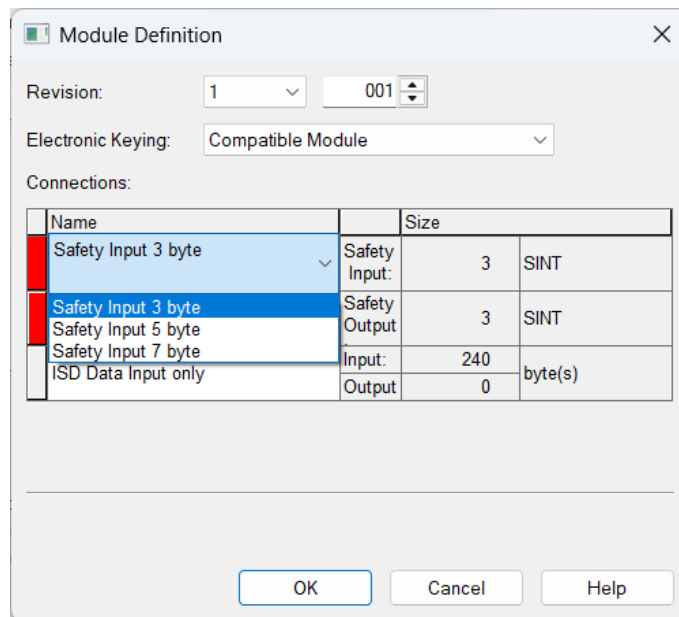 Module Definition
Revision: 1 001
Electronic Keying: Compatible Module
Connections:
Name Size
Safety Input 3 byte Safety Input: 3 SINT
Safety Input 3 byte
Safety Input 5 byte
Safety Input 7 byte
Safety Output 3 SINT
ISD Data Input only Input: 240 byte(s)
Output 0
OK Cancel Help